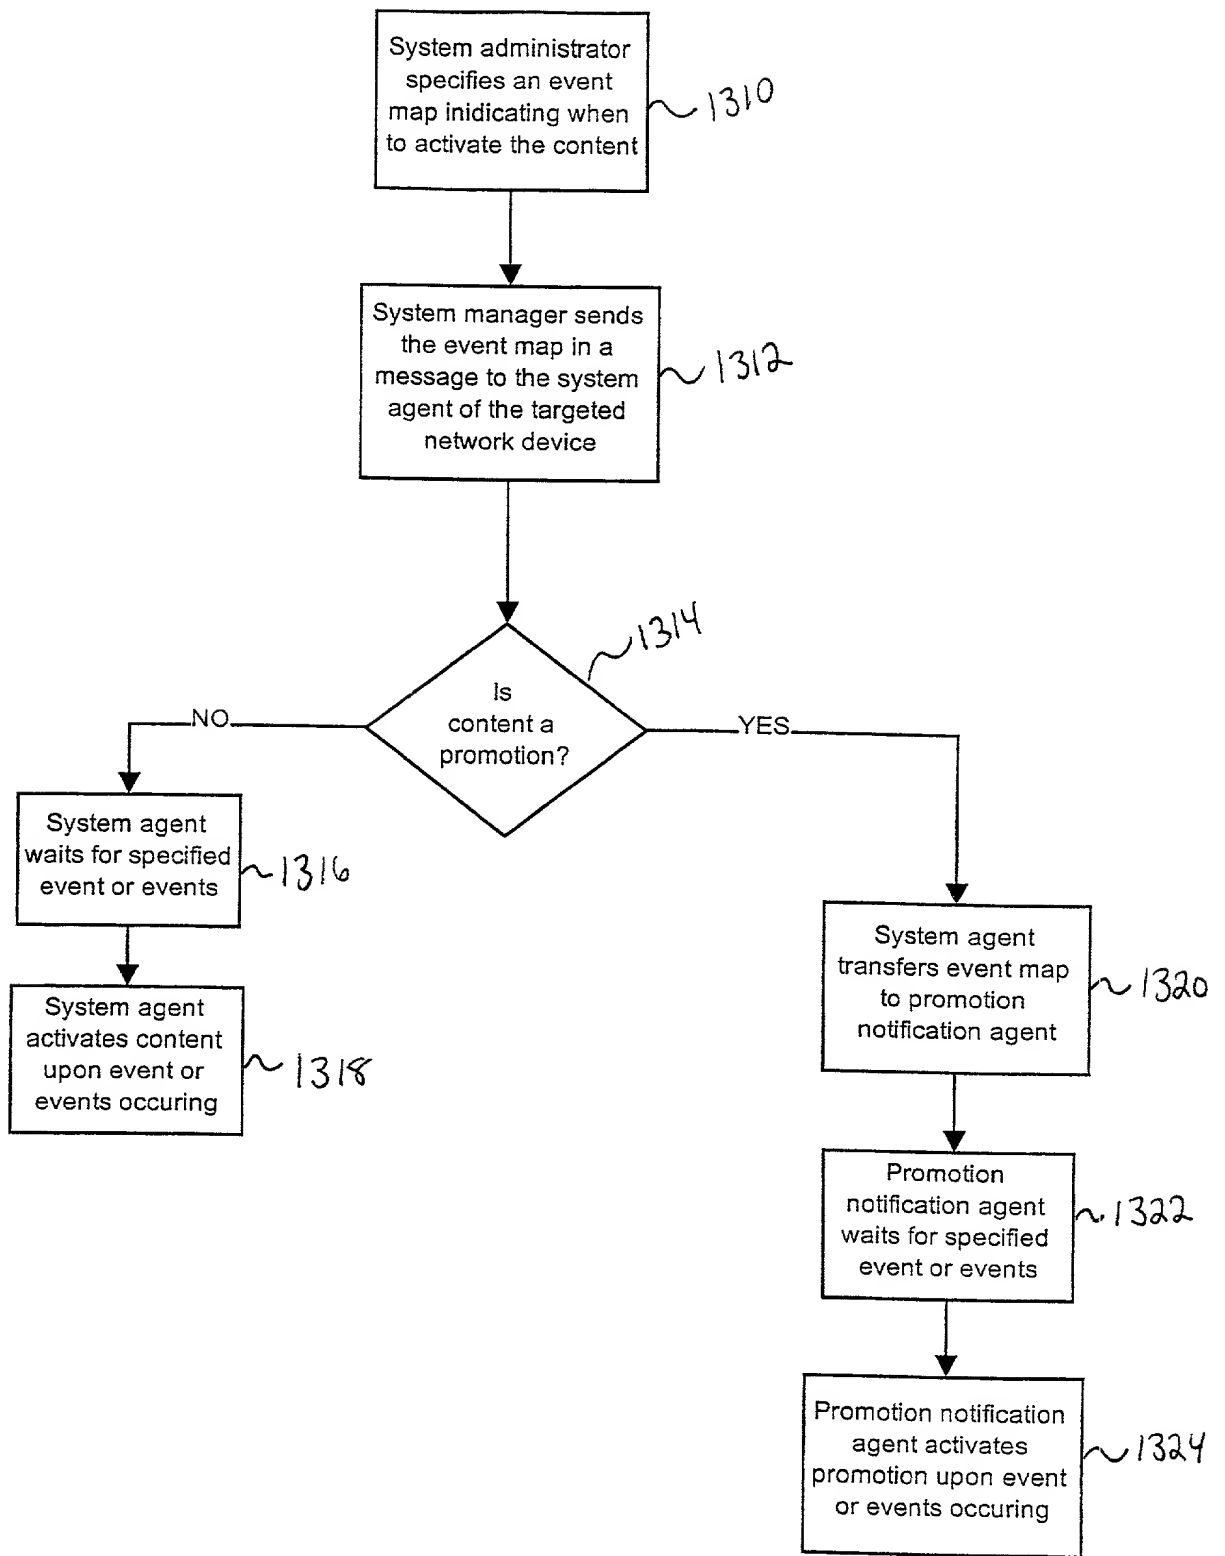 System administrator
specifies an event
map inidicating when
to activate the content
1310
System manager sends
the event map in a
message to the system
agent of the targeted
network device
1312
Is
content a
promotion?
1314
NO
YES
System agent
waits for specified
event or events
1316
System agent
activates content
upon event or
events occuring
1318
System agent
transfers event map
to promotion
notification agent
1320
Promotion
notification agent
waits for specified
event or events
1322
Promotion notification
agent activates
promotion upon event
or events occuring
1324